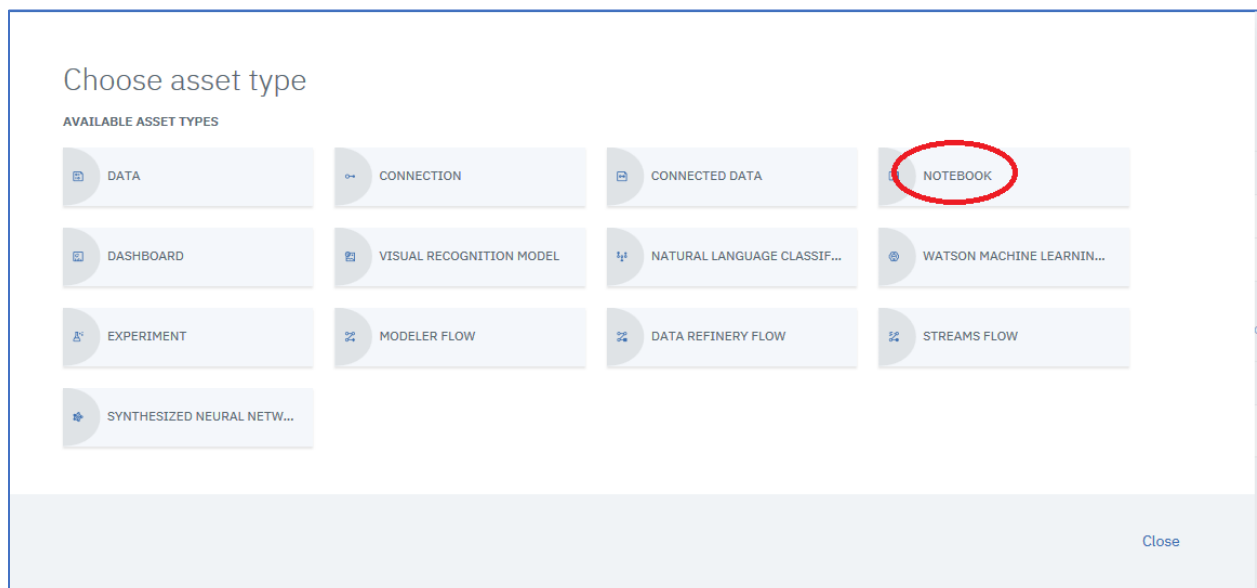 Choose asset type
AVAILABLE ASSET TYPES
DATA
CONNECTION
CONNECTED DATA
NOTEBOOK
DASHBOARD
VISUAL RECOGNITION MODEL
NATURAL LANGUAGE CLASSIF...
WATSON MACHINE LEARNIN...
EXPERIMENT
MODELER FLOW
DATA REFINERY FLOW
STREAMS FLOW
SYNTHESIZED NEURAL NETW...
Close